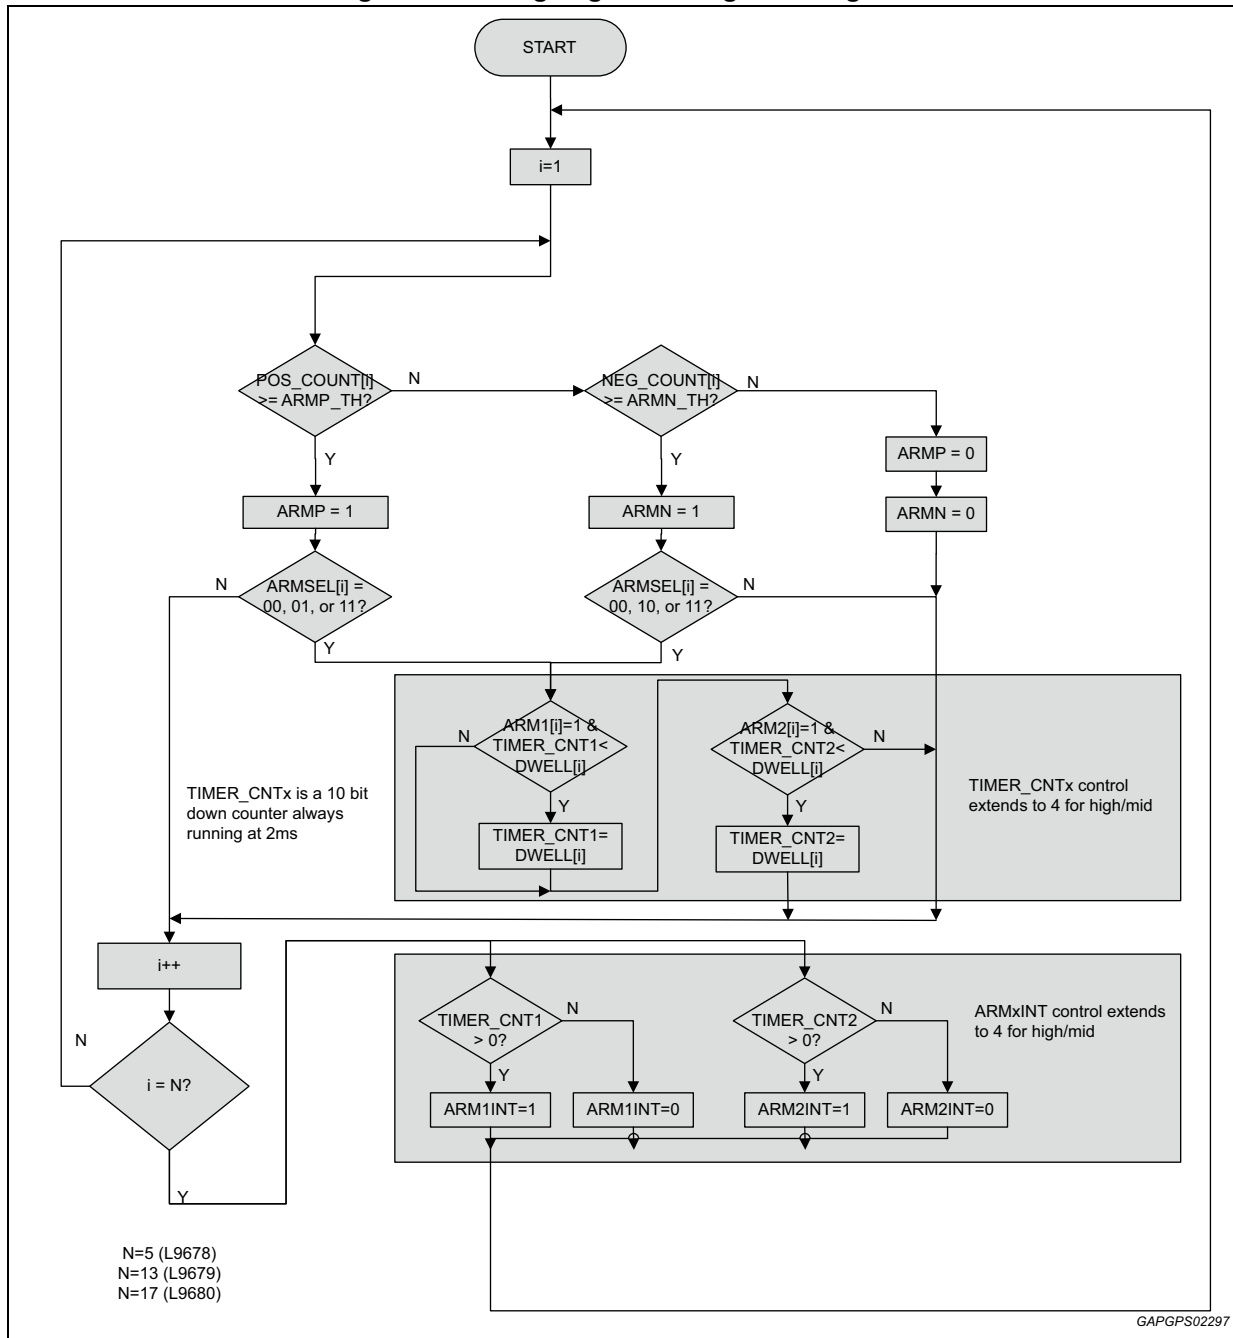 START
i=1
POS_COUNT[i]
>= ARMP_TH?
N
NEG_COUNT[i]
>= ARMN_TH?
N
Y
Y
ARMP = 0
ARMP = 1
ARMN = 1
ARMN = 0
N
ARMSEL[i] =
00, 01, or 11?
ARMSEL[i] =
00, 10, or 11?
N
Y
Y
N
ARM1[i]=1 &
TIMER_CNT1<
DWELL[i]
ARM2[i]=1 &
TIMER_CNT2<
DWELL[i]
N
TIMER_CNTx is a 10 bit
down counter always
running at 2ms
TIMER_CNTx control
extends to 4 for high/mid
Y
Y
TIMER_CNT1=
DWELL[i]
TIMER_CNT2=
DWELL[i]
i++
N
i = N?
Y
TIMER_CNT1
> 0?
N
TIMER_CNT2
> 0?
N
ARMxINT control extends
to 4 for high/mid
Y
Y
ARM1INT=1
ARM1INT=0
ARM2INT=1
ARM2INT=0
N=5 (L9678)
N=13 (L9679)
N=17 (L9680)
GAPGPS02297